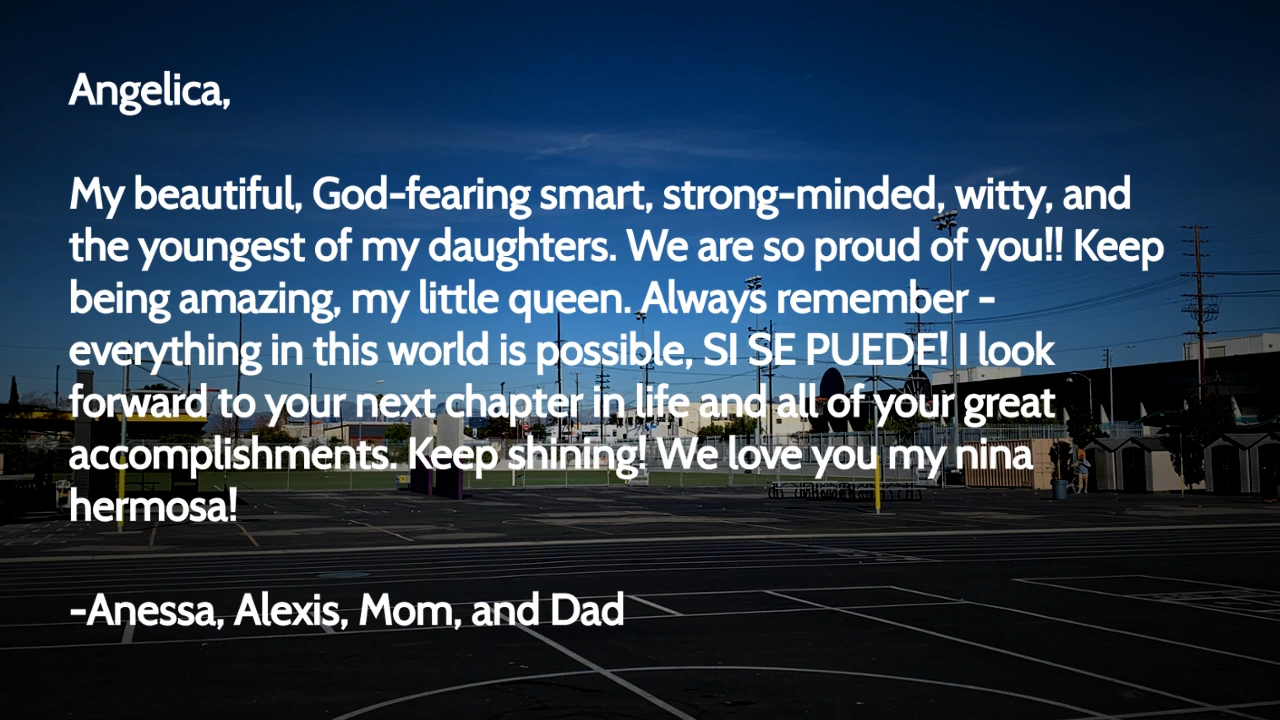 Angelica,
My beautiful, God-fearing smart, strong-minded, witty, and
the youngest of my daughters. We are so proud of you!! Keep
being amazing, my little queen. Always remember -
everything in this world is possible, SI SE PUEDE! I look
forward to your next chapter in life and all of your great
accomplishments. Keep shining! We love you my nina
hermosa!
-Anessa, Alexis, Mom, and Dad